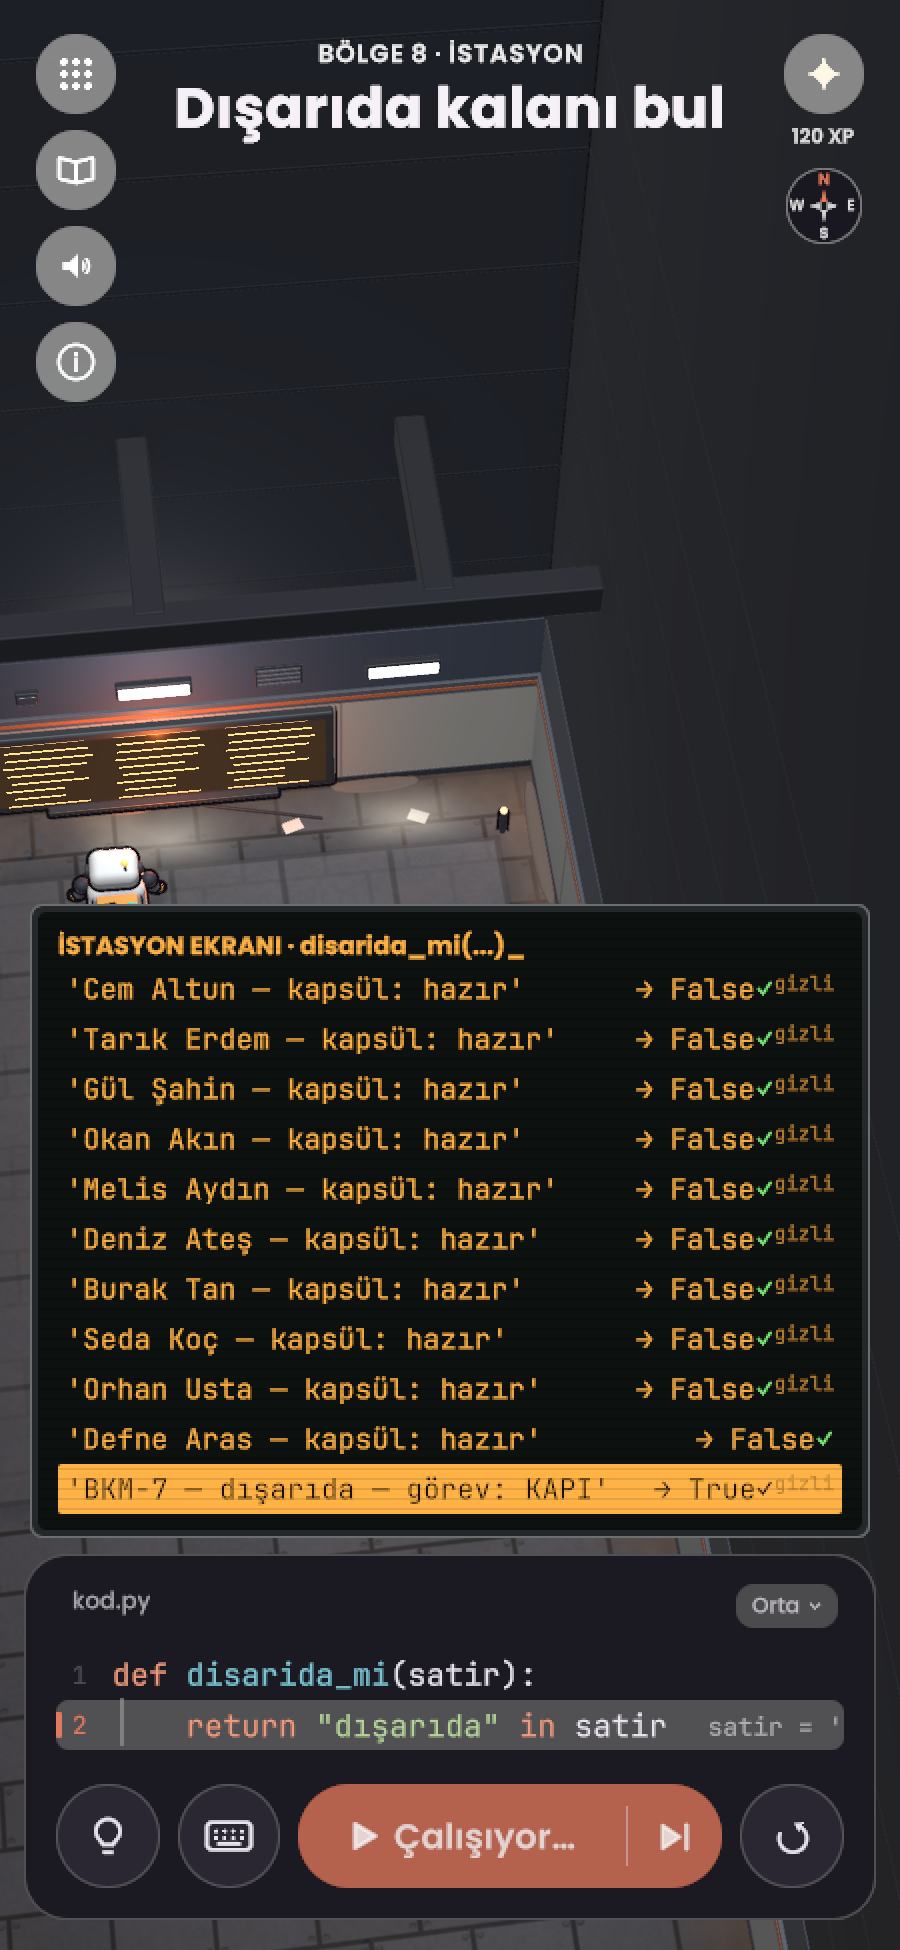 BÖLGE 8 · İSTASYON
Dışarıda kalanı bul
120 XP
N
W E
S
İSTASYON EKRANI · disarida_mi(...)_
'Cem Altun — kapsül: hazır' → False✓gizli
'Tarık Erdem — kapsül: hazır' → False✓gizli
'Gül Şahin — kapsül: hazır' → False✓gizli
'Okan Akın — kapsül: hazır' → False✓gizli
'Melis Aydın — kapsül: hazır' → False✓gizli
'Deniz Ateş — kapsül: hazır' → False✓gizli
'Burak Tan — kapsül: hazır' → False✓gizli
'Seda Koç — kapsül: hazır' → False✓gizli
'Orhan Usta — kapsül: hazır' → False✓gizli
'Defne Aras — kapsül: hazır' → False✓
'BKM-7 — dışarıda — görev: KAPI' → True✓gizli
kod.py
Orta
1 def disarida_mi(satir):
2 return "dışarıda" in satir satir = '
Çalışıyor...